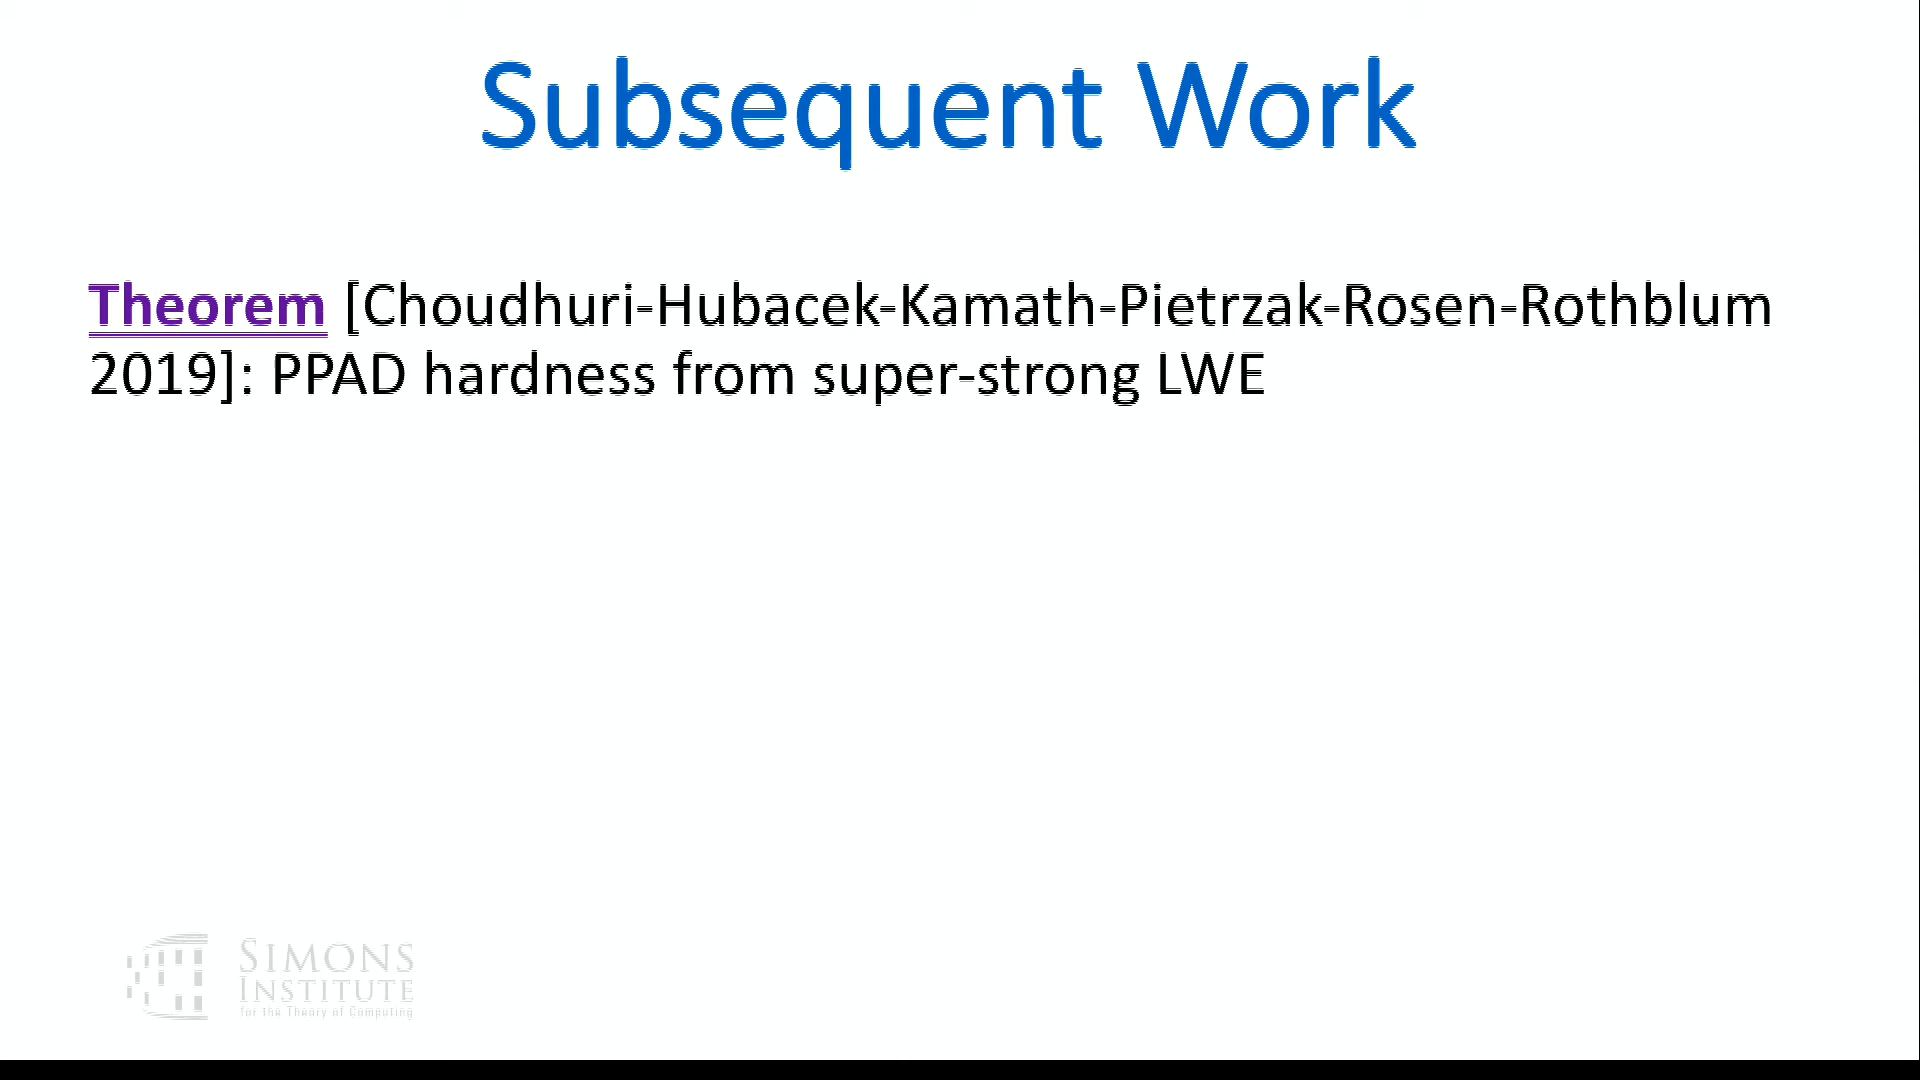 Subsequent Work
Theorem [Choudhuri-Hubacek-Kamath-Pietrzak-Rosen-Rothblum
2019]: PPAD hardness from super-strong LWE
SIMONS
INSTITUTE
for the Theory of Computing